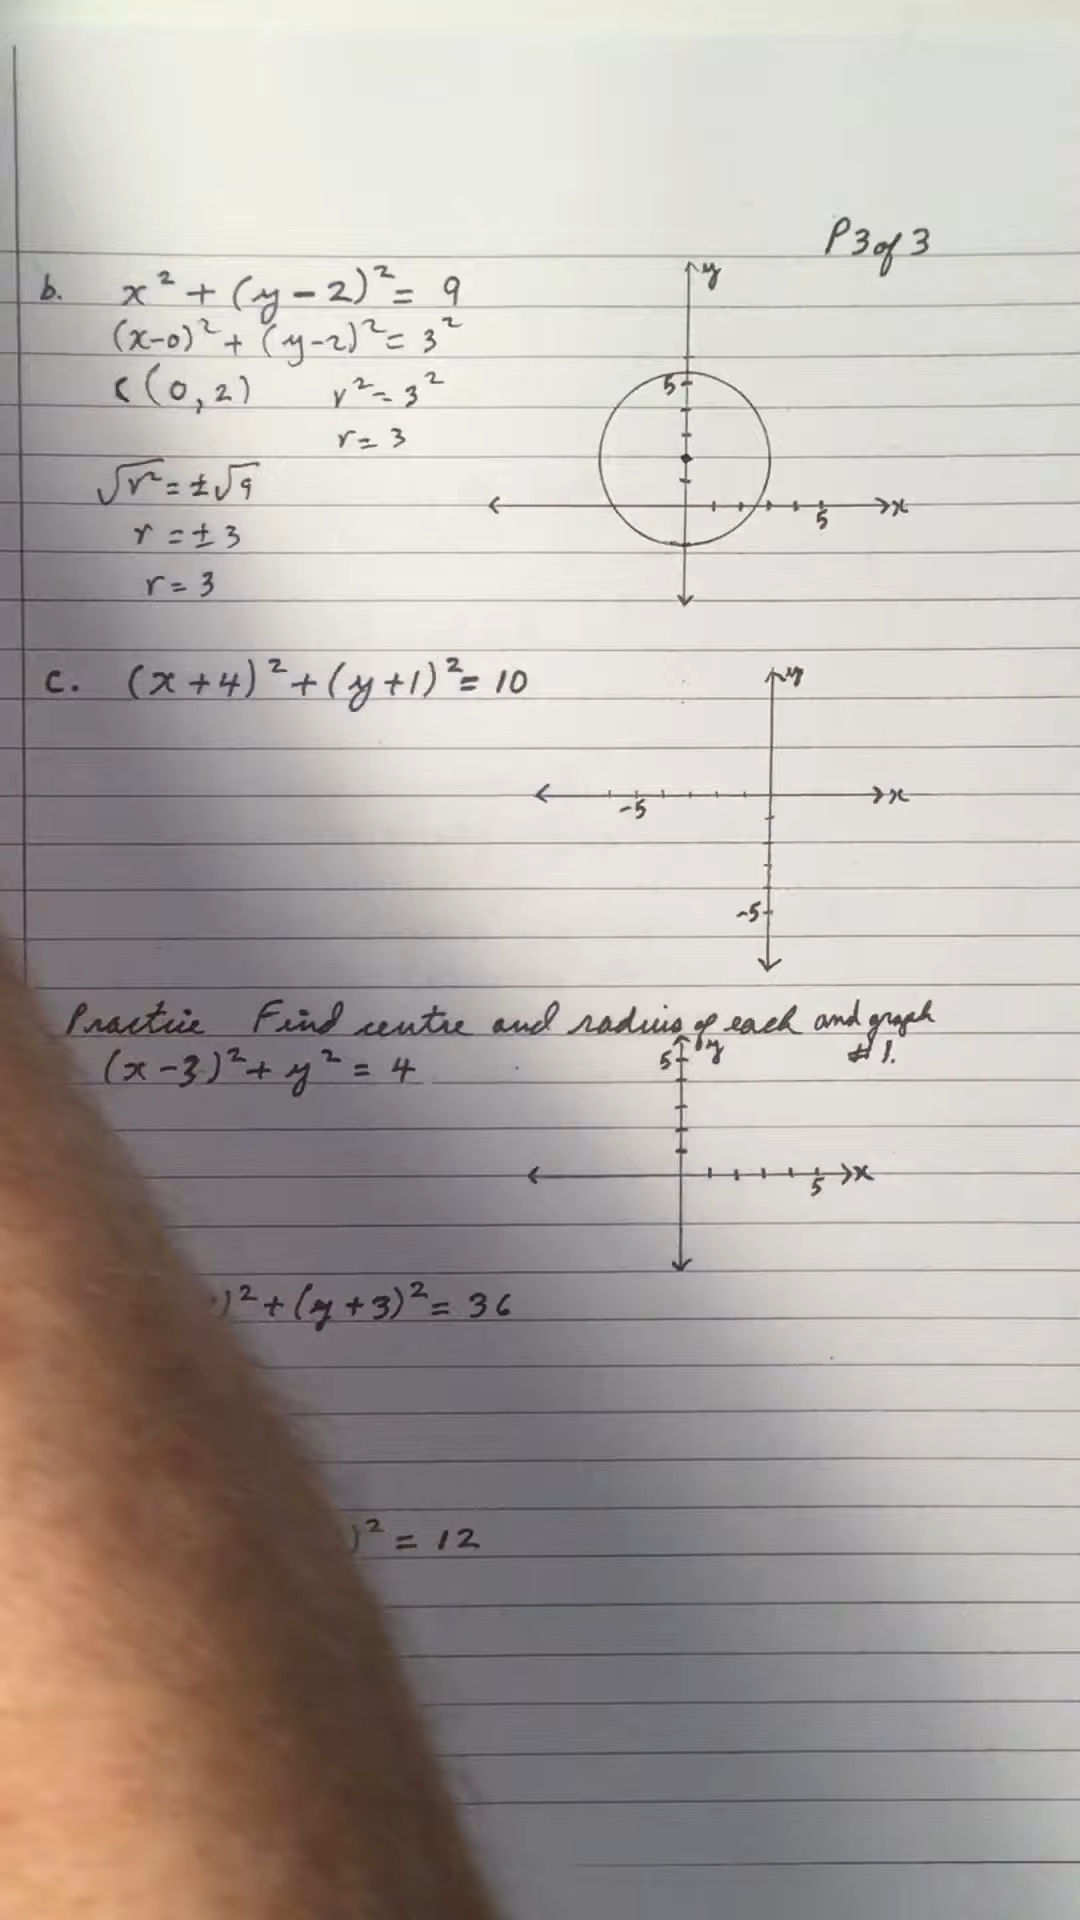 P3 of 3
b. x² + (y - 2)² = 9
(x-0)² + (y-2)² = 3²
C (0, 2) r² = 3²
r = 3
√r² = ±√9
r = ± 3
r = 3
y
5
5
x
c. (x + 4)² + (y + 1)² = 10
y
-5
x
-5
Practice Find centre and radius of each and graph
(x - 3)² + y² = 4
# 1.
5
y
5
x
)² + (y + 3)² = 36
)² = 12